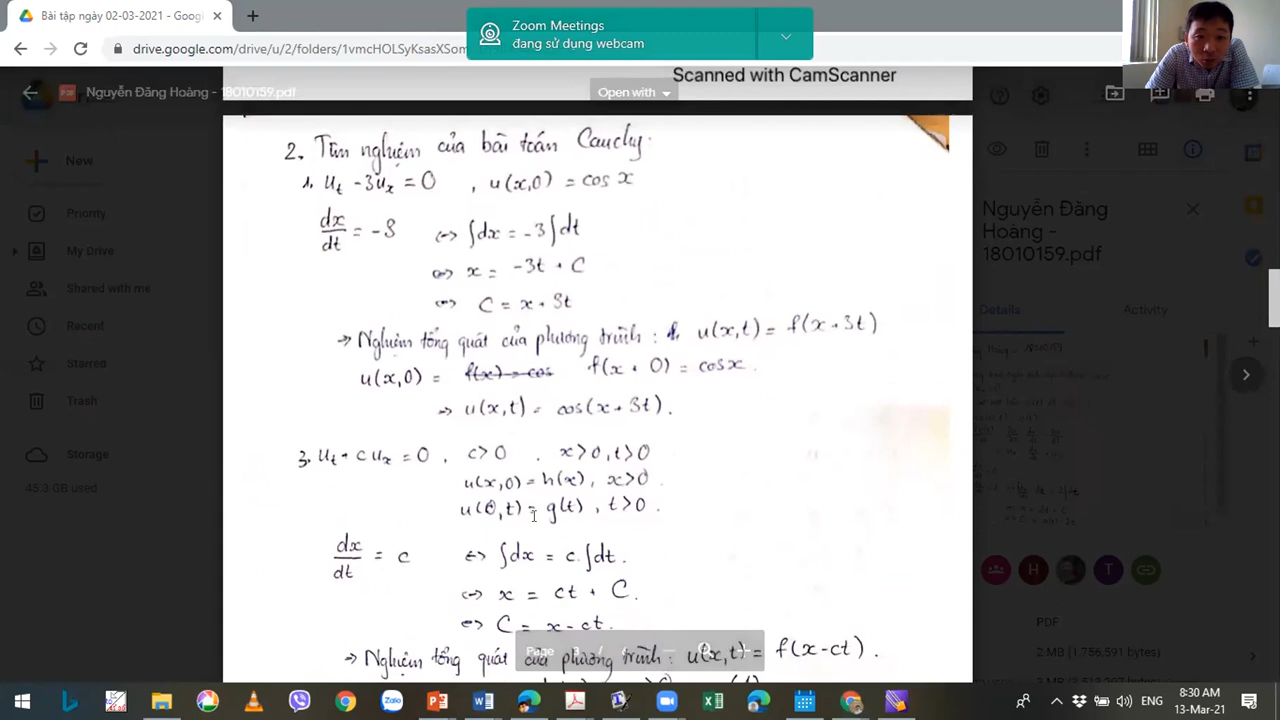 Bài tập ngày 02-03-2021 - Googl
Zoom Meetings
đang sử dụng webcam
drive.google.com/drive/u/2/folders/1vmcHOLSyKsasXSom
Scanned with CamScanner
Nguyễn Đăng Hoàng - 18010159.pdf
Open with
New
Priority
My Drive
Shared with me
Recent
Starred
Trash
Storage
45.3 GB used
2. Tìm nghiệm của bài toán Cauchy:
1. u_t - 3u_x = 0 , u(x,0) = cos x
dx/dt = -3 <=> ∫dx = -3∫dt
<=> x = -3t + C
<=> C = x + 3t
→ Nghiệm tổng quát của phương trình : u(x,t) = f(x+3t)
u(x,0) = f(x) = cos f(x + 0) = cosx .
=> u(x,t) = cos(x+3t).
3. u_t + c u_x = 0 , c>0 . x>0, t>0
u(x,0) = h(x), x>0 .
u(0,t) = g(t) , t>0 .
dx/dt = c <=> ∫dx = c.∫dt.
<=> x = ct + C.
<=> C = x - ct.
→ Nghiệm tổng quát của phương trình : u(x,t) = f(x-ct) .
Page 3 /
Nguyễn Đăng
Hoàng -
18010159.pdf
Details
Activity
H
T
PDF
2 MB (1,756,591 bytes)
ENG
8:30 AM
13-Mar-21